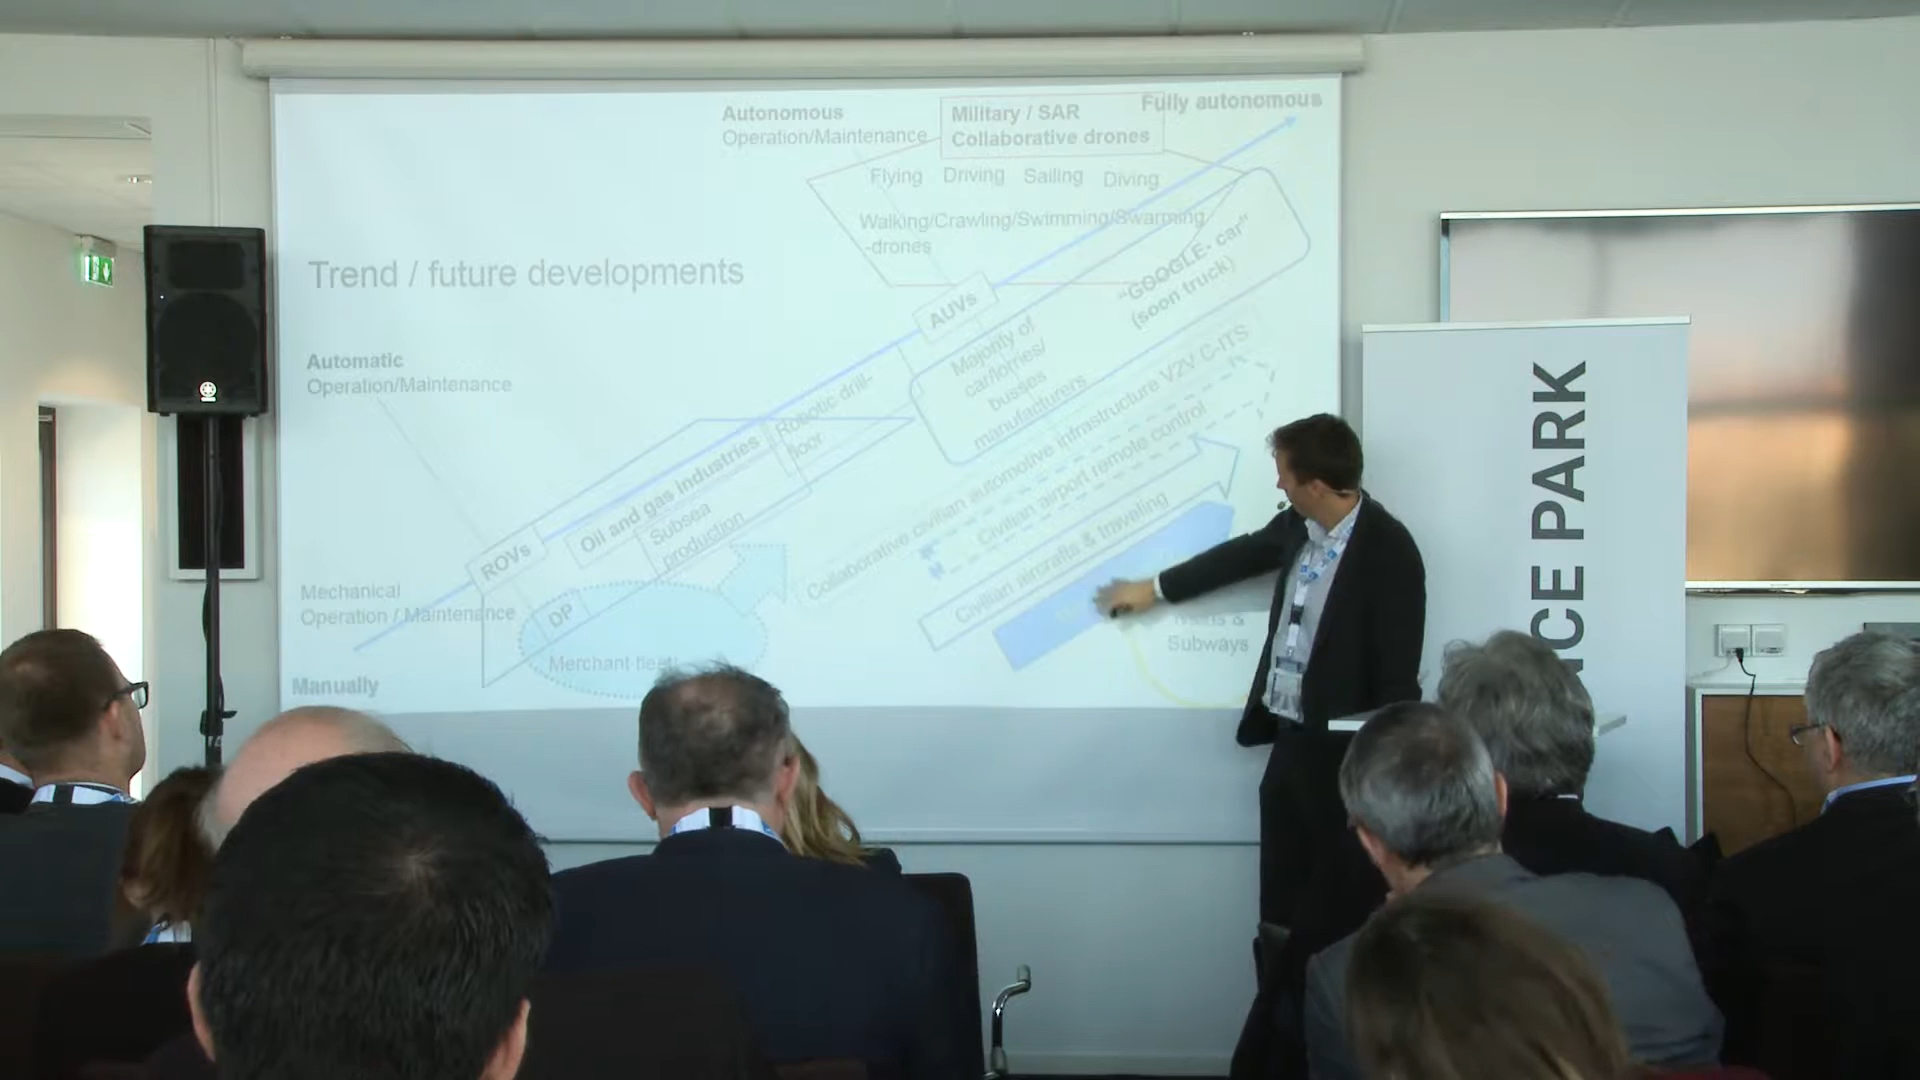 Fully autonomous
Autonomous
Operation/Maintenance
Military / SAR
Collaborative drones
Flying Driving Sailing Diving
Walking/Crawling/Swimming/Swarming
-drones
Trend / future developments
"GOOGLE- car"
(soon truck)
AUVs
Majority of
car/lorries/
busses
manufacturers
Automatic
Operation/Maintenance
Robotic drill-
floor
Oil and gas industries
Subsea
production
Collaborative civilian automotive infrastructure V2V C-ITS
Civilian airport remote control
Civilian aircrafts & traveling
ROVs
DP
Mechanical
Operation / Maintenance
Merchant fleet
&
Subways
Manually
CE PARK